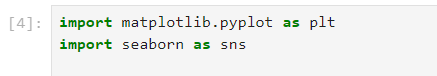 [4]: import matplotlib.pyplot as plt
import seaborn as sns